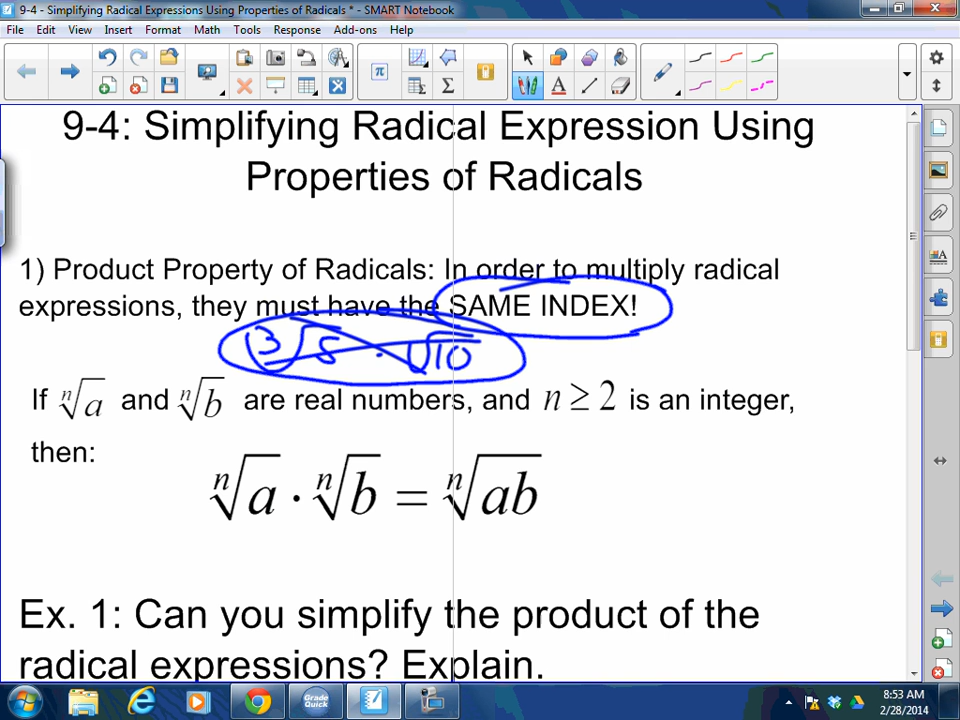 9-4 - Simplifying Radical Expression Using Properties of Radicals * - SMART Notebook
File Edit View Insert Format Math Tools Response Add-ons Help
9-4: Simplifying Radical Expression Using
Properties of Radicals
1) Product Property of Radicals: In order to multiply radical
expressions, they must have the SAME INDEX!
∛5 · √10
If ⁿ√a and ⁿ√b are real numbers, and n ≥ 2 is an integer,
then:
ⁿ√a · ⁿ√b = ⁿ√ab
Ex. 1: Can you simplify the product of the
radical expressions? Explain.
Grade Quick
8:53 AM
2/28/2014